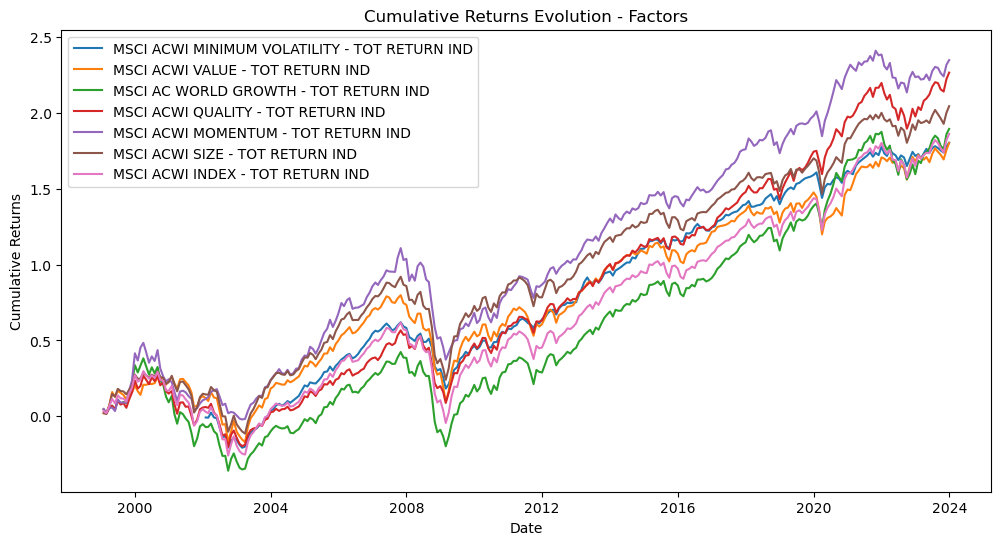 Cumulative Returns Evolution - Factors
MSCI ACWI MINIMUM VOLATILITY - TOT RETURN IND
MSCI ACWI VALUE - TOT RETURN IND
MSCI AC WORLD GROWTH - TOT RETURN IND
MSCI ACWI QUALITY - TOT RETURN IND
MSCI ACWI MOMENTUM - TOT RETURN IND
MSCI ACWI SIZE - TOT RETURN IND
MSCI ACWI INDEX - TOT RETURN IND
Cumulative Returns
2.5
2.0
1.5
1.0
0.5
0.0
2000 2004 2008 2012 2016 2020 2024
Date